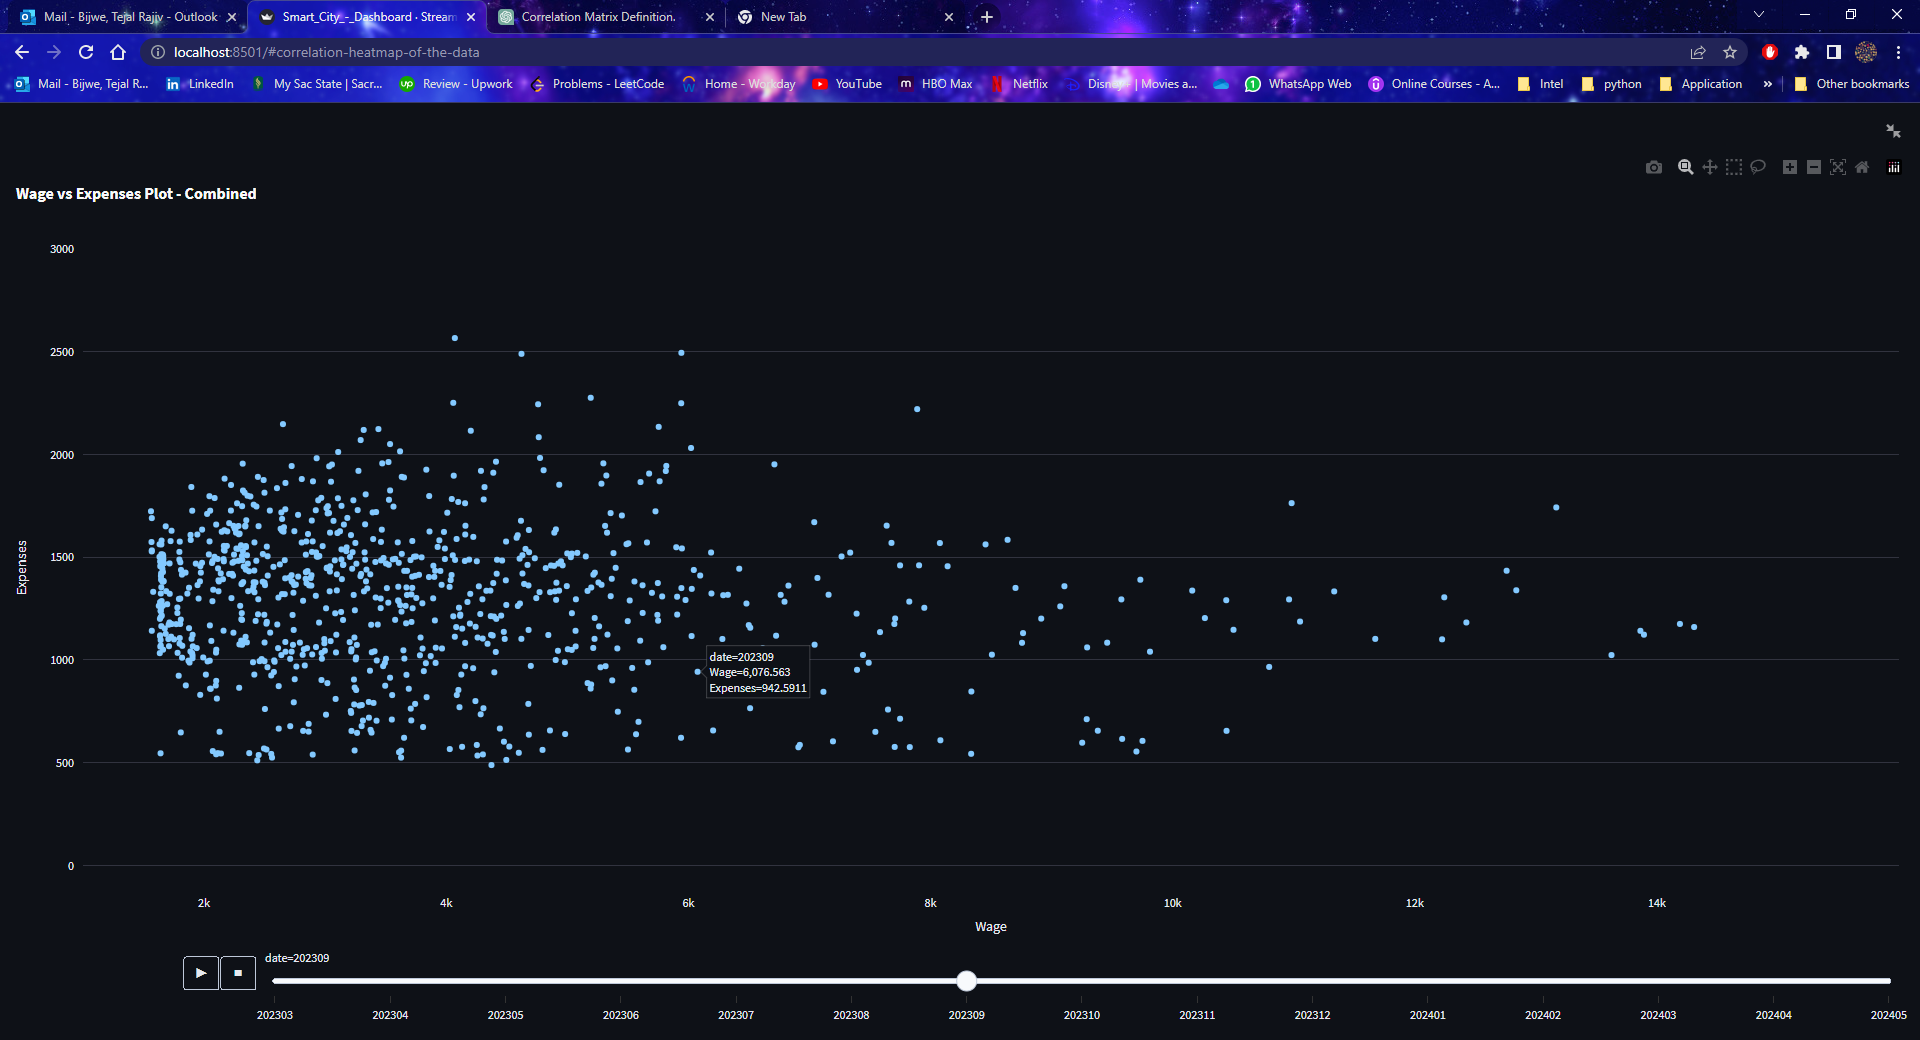 Mail - Bijwe, Tejal Rajiv - Outlook
Smart_City_-_Dashboard · Stream
Correlation Matrix Definition.
New Tab
localhost:8501/#correlation-heatmap-of-the-data
Mail - Bijwe, Tejal R...
LinkedIn
My Sac State | Sacr...
up
Review - Upwork
Problems - LeetCode
Home - Workday
YouTube
m
HBO Max
Netflix
Disney+ | Movies a...
1
WhatsApp Web
Online Courses - A...
Intel
python
Application
»
Other bookmarks
Wage vs Expenses Plot - Combined
3000
2500
2000
1500
1000
500
0
Expenses
date=202309
Wage=6,076.563
Expenses=942.5911
2k
4k
6k
8k
10k
12k
14k
Wage
date=202309
202303
202304
202305
202306
202307
202308
202309
202310
202311
202312
202401
202402
202403
202404
202405